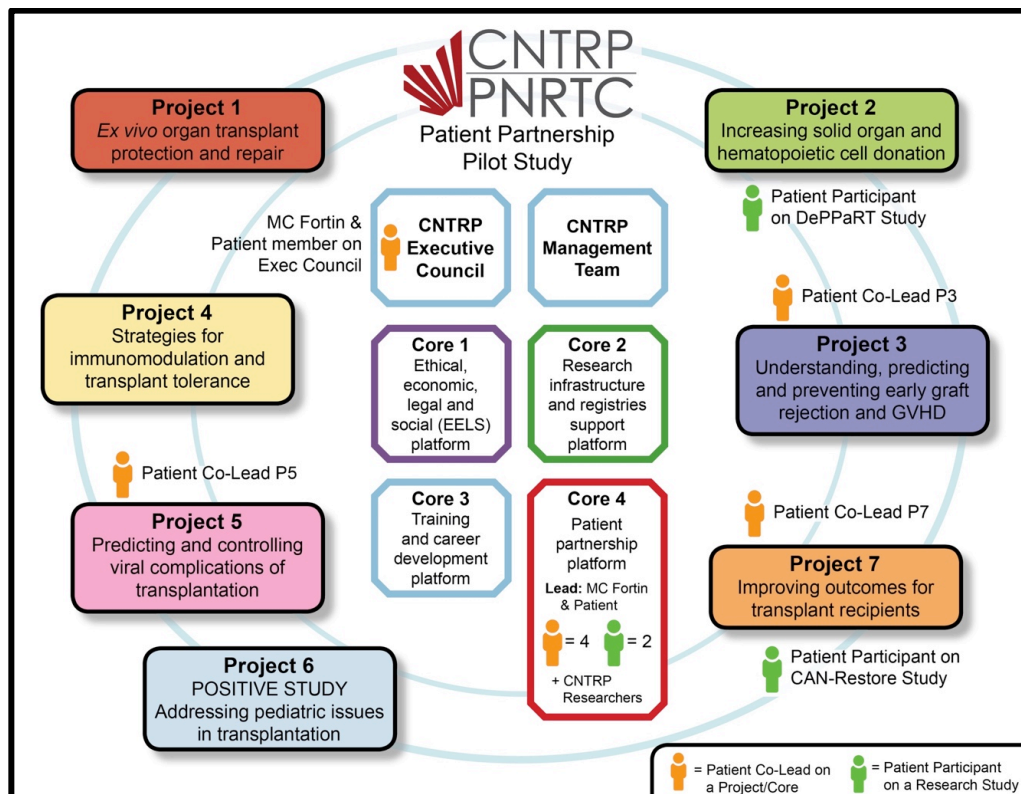 CNTRP
PNRTC
Patient Partnership
Pilot Study
Project 1
Ex vivo organ transplant
protection and repair
Project 2
Increasing solid organ and
hematopoietic cell donation
Patient Participant
on DePPaRT Study
MC Fortin &
Patient member on
Exec Council
CNTRP
Executive
Council
CNTRP
Management
Team
Patient Co-Lead P3
Project 4
Strategies for
immunomodulation and
transplant tolerance
Core 1
Ethical,
economic,
legal and
social (EELS)
platform
Core 2
Research
infrastructure
and registries
support
platform
Project 3
Understanding, predicting
and preventing early graft
rejection and GVHD
Patient Co-Lead P5
Project 5
Predicting and controlling
viral complications of
transplantation
Core 3
Training
and career
development
platform
Core 4
Patient
partnership
platform
Lead: MC Fortin
& Patient
= 4
= 2
+ CNTRP
Researchers
Patient Co-Lead P7
Project 7
Improving outcomes for
transplant recipients
Patient Participant on
CAN-Restore Study
Project 6
POSITIVE STUDY
Addressing pediatric issues
in transplantation
= Patient Co-Lead on
a Project/Core
= Patient Participant
on a Research Study